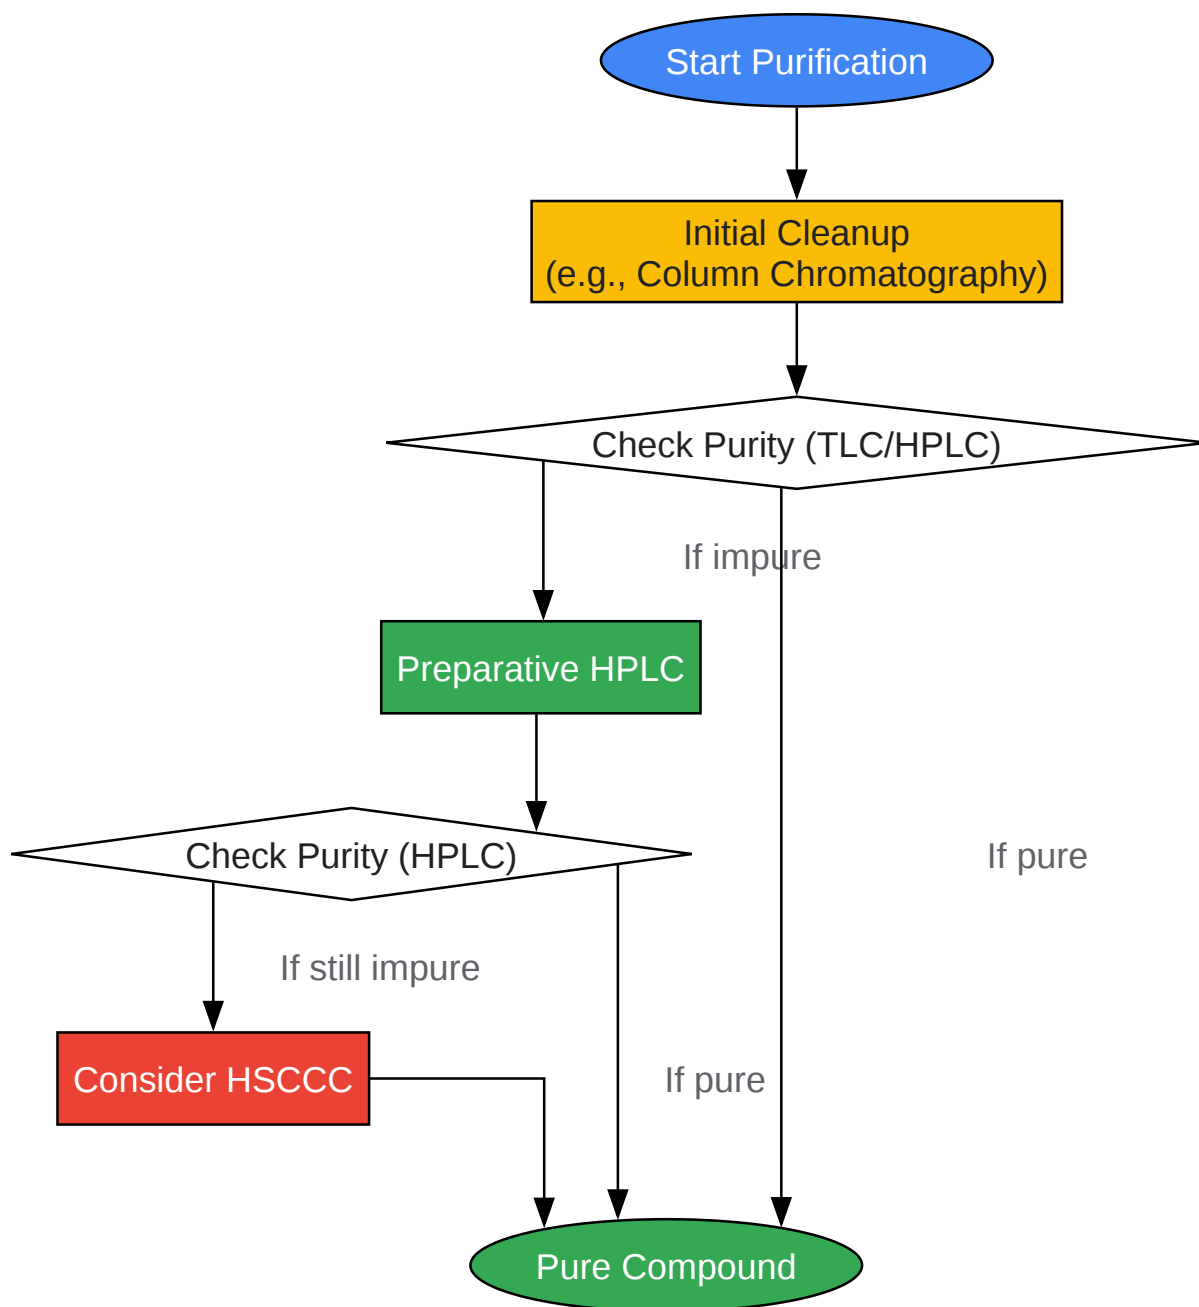 Start Purification
Initial Cleanup
(e.g., Column Chromatography)
Check Purity (TLC/HPLC)
If impure
Preparative HPLC
If pure
Check Purity (HPLC)
If still impure
If pure
Consider HSCCC
Pure Compound